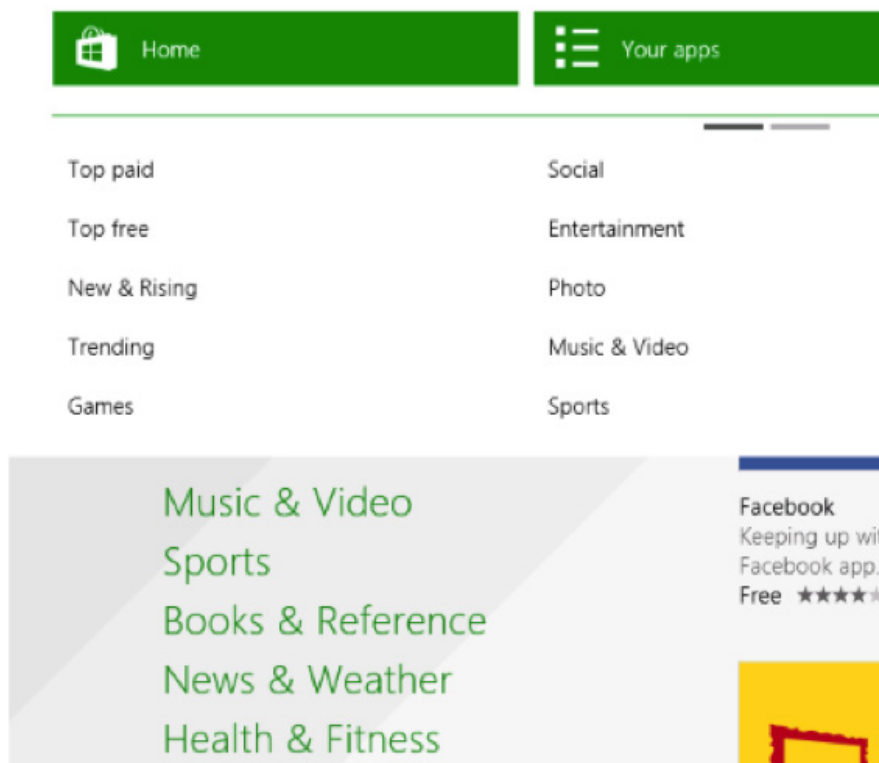 Home
Your apps
Top paid
Social
Top free
Entertainment
New & Rising
Photo
Trending
Music & Video
Games
Sports
Music & Video
Sports
Books & Reference
News & Weather
Health & Fitness
Facebook
Keeping up wit
Facebook app.
Free